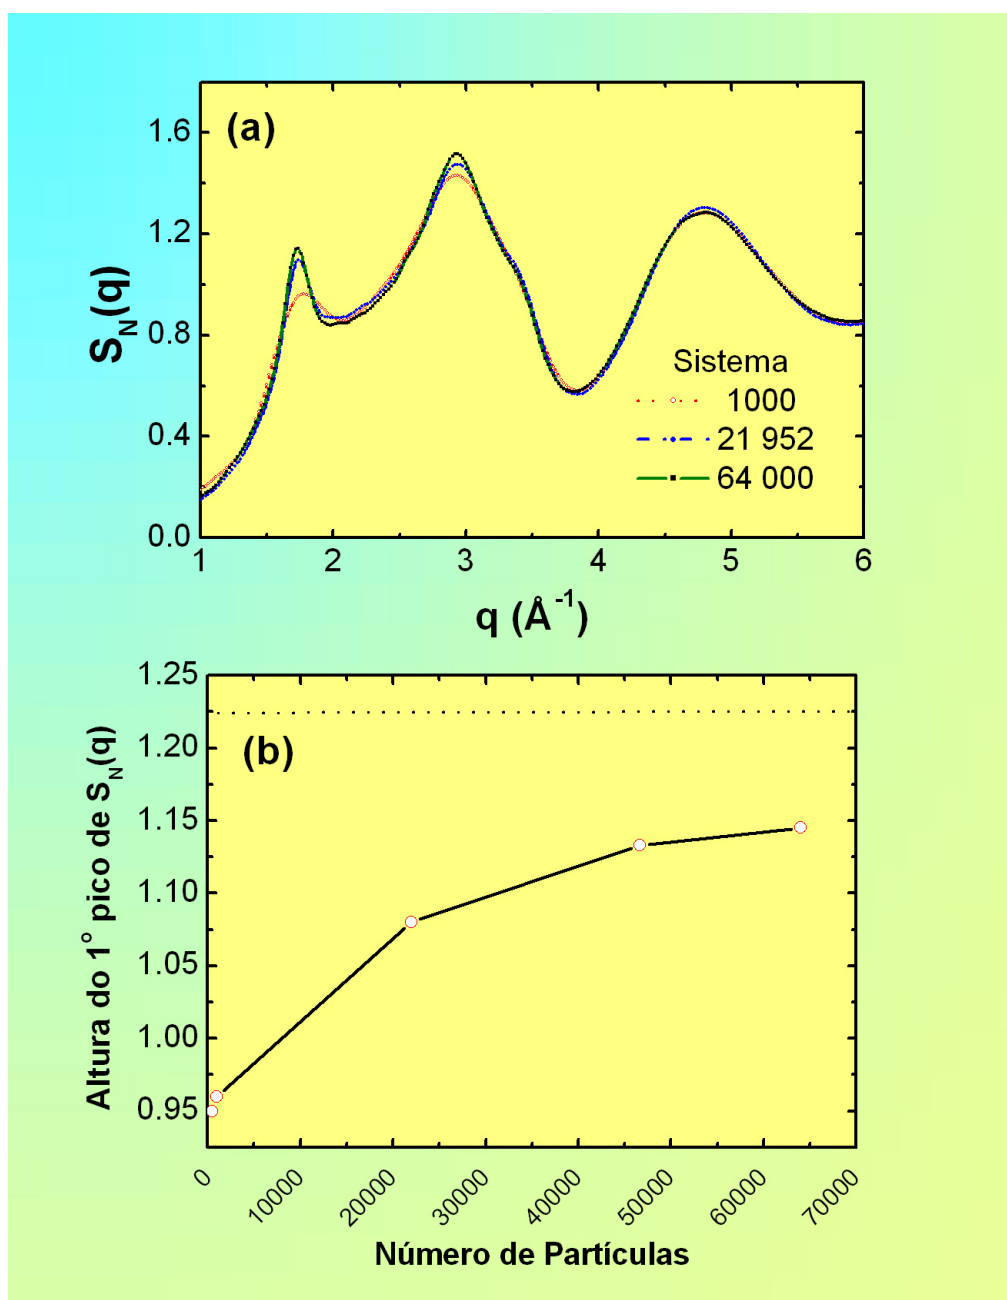 (a)
S_N(q)
1.6
1.2
0.8
0.4
0.0
1 2 3 4 5 6
q (Å⁻¹)
Sistema
1000
21 952
64 000
(b)
Altura do 1° pico de S_N(q)
1.25
1.20
1.15
1.10
1.05
1.00
0.95
0 10000 20000 30000 40000 50000 60000 70000
Número de Partículas